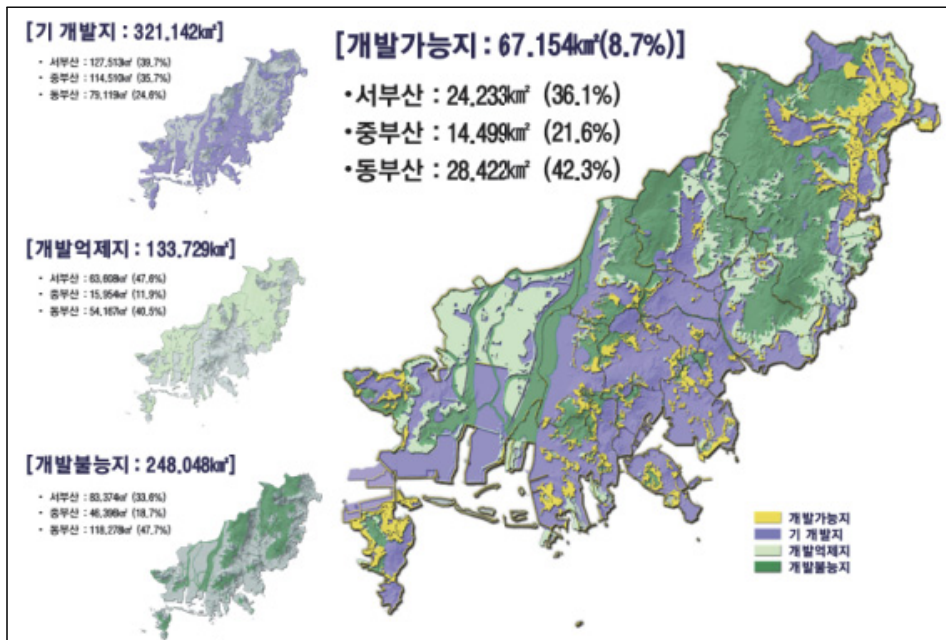 [기 개발지 : 321.142㎢]
• 서부산 : 127,513㎢ (39,7%)
• 중부산 : 114,510㎢ (35,7%)
• 동부산 : 79,119㎢ (24,6%)
[개발억제지 : 133.729㎢]
• 서부산 : 63,608㎢ (47,6%)
• 중부산 : 15,954㎢ (11,9%)
• 동부산 : 54,167㎢ (40,5%)
[개발불능지 : 248.048㎢]
• 서부산 : 83,374㎢ (33,6%)
• 중부산 : 46,396㎢ (18,7%)
• 동부산 : 118,278㎢ (47,7%)
[개발가능지 : 67.154㎢(8.7%)]
•서부산 : 24.233㎢ (36.1%)
•중부산 : 14.499㎢ (21.6%)
•동부산 : 28.422㎢ (42.3%)
개발가능지
기 개발지
개발억제지
개발불능지